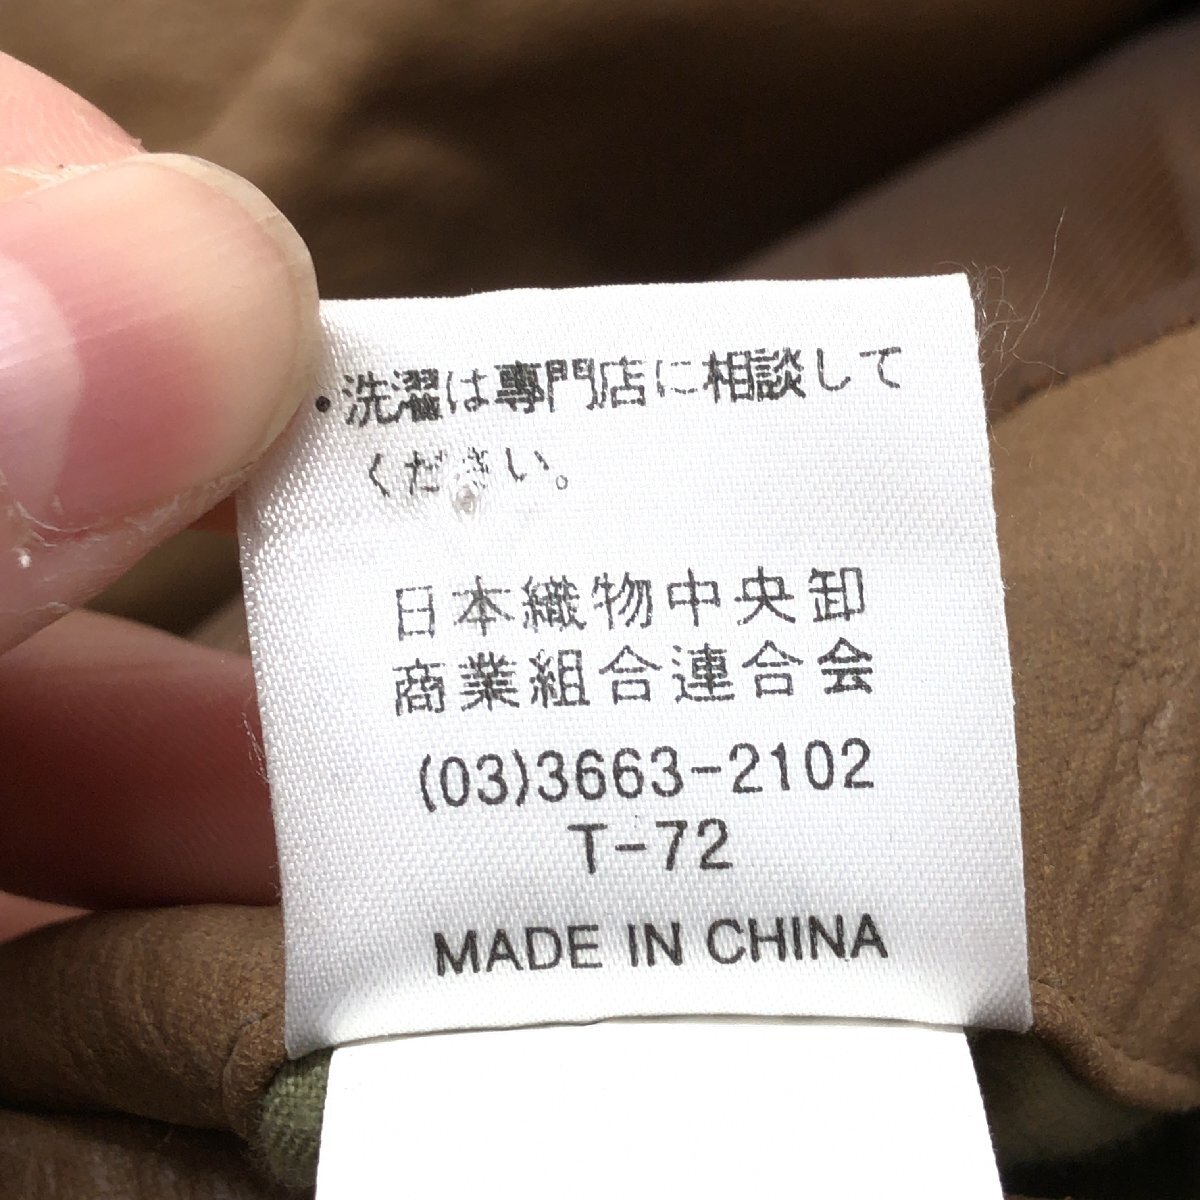 ・洗濯は専門店に相談して
ください。
日本織物中央卸
商業組合連合会
(03)3663-2102
T-72
MADE IN CHINA